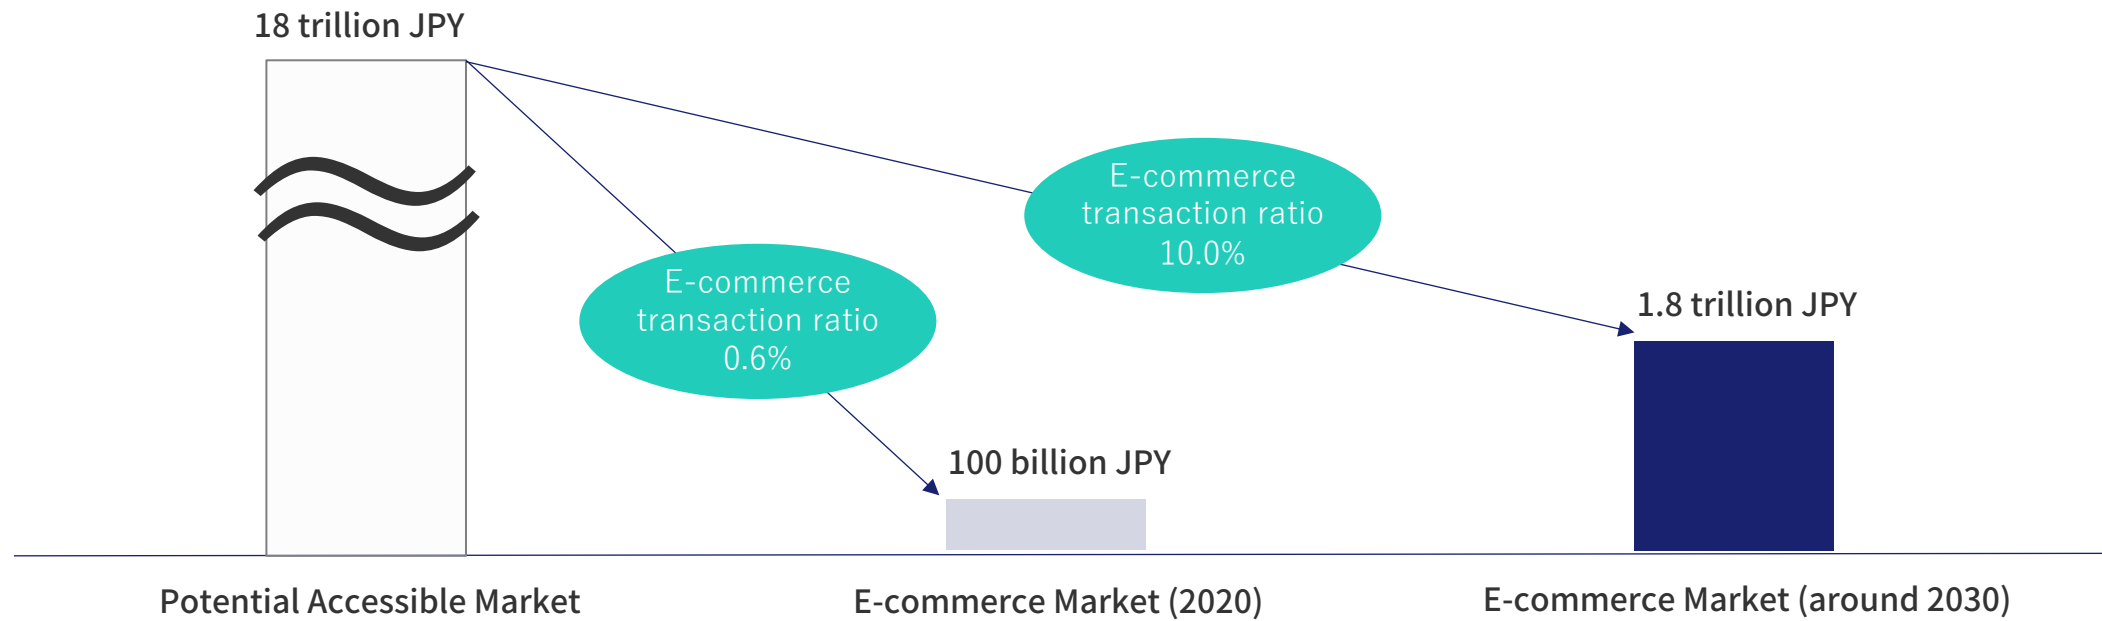 18 trillion JPY
E-commerce
transaction ratio
10.0%
E-commerce
transaction ratio
0.6%
1.8 trillion JPY
100 billion JPY
Potential Accessible Market
E-commerce Market (2020)
E-commerce Market (around 2030)